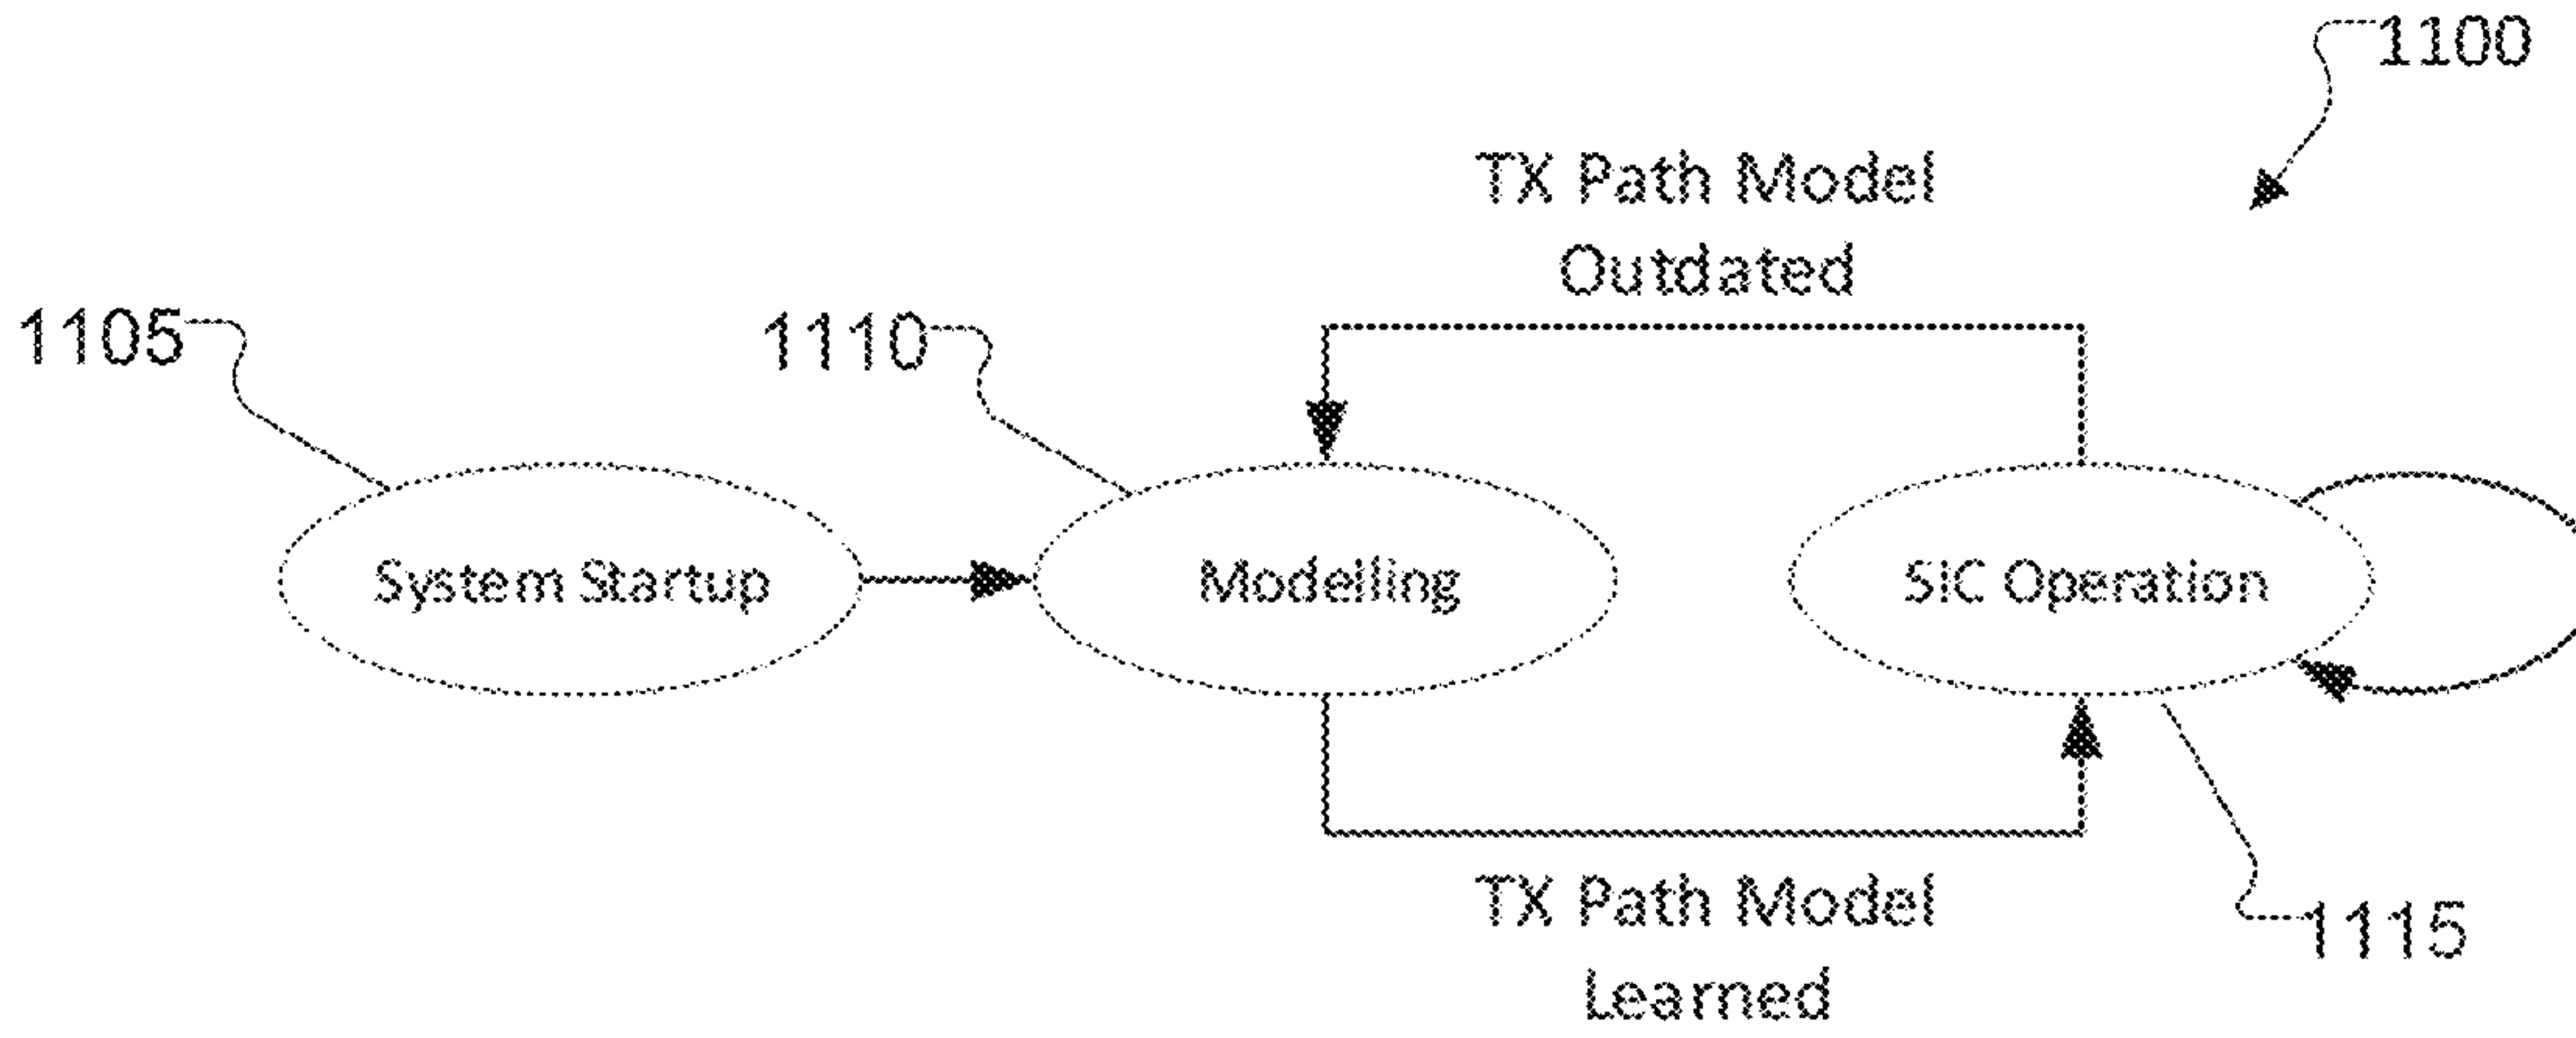 1100
TX Path Model
Outdated
1105
1110
System Startup
Modelling
SIC Operation
TX Path Model
Learned
1115